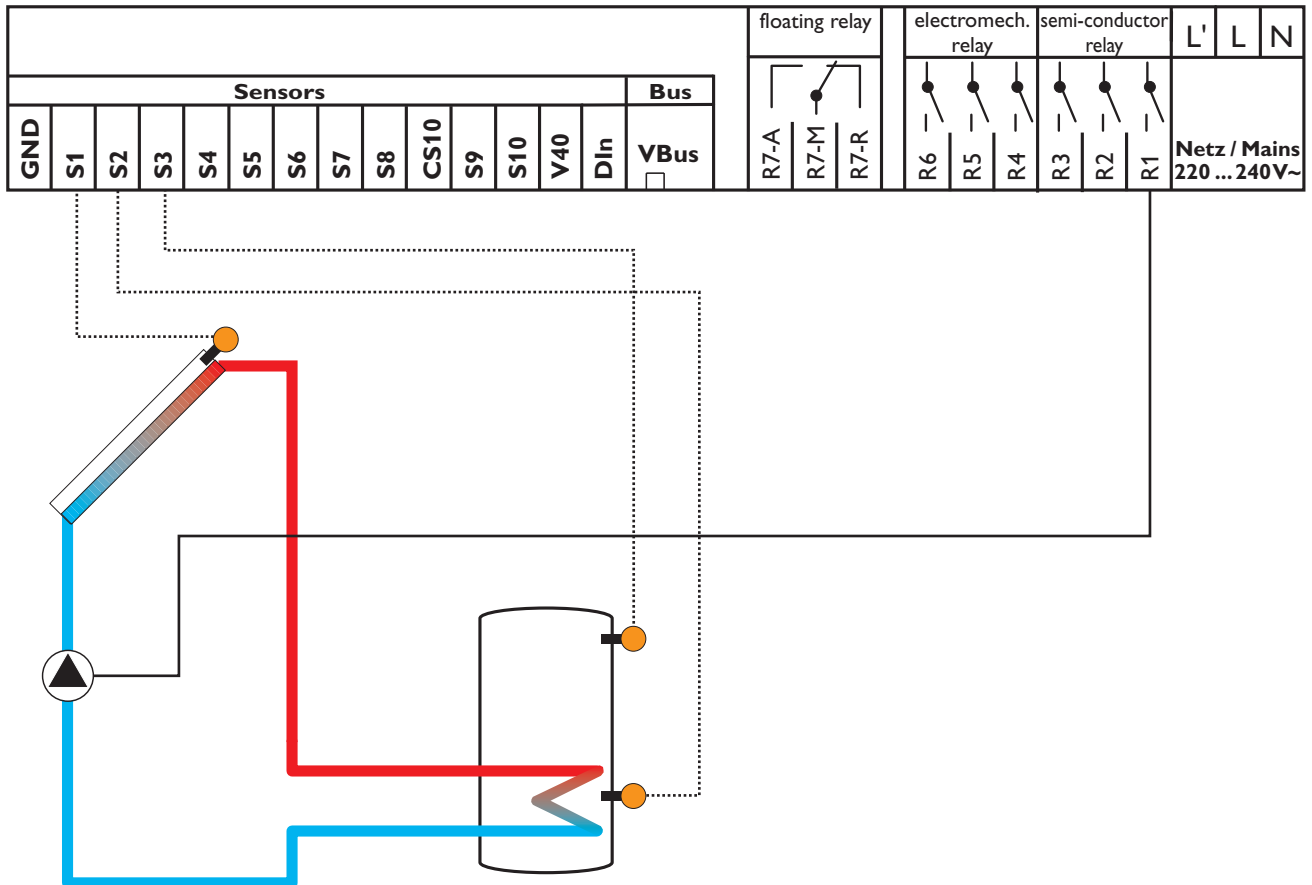 floating relay
electromech.
relay
semi-conductor
relay
L' L N
Sensors
Bus
GND S1 S2 S3 S4 S5 S6 S7 S8 CS10 S9 S10 V40 DIn
VBus
R7-A R7-M R7-R
R6 R5 R4 R3 R2 R1
Netz / Mains
220 ... 240V~